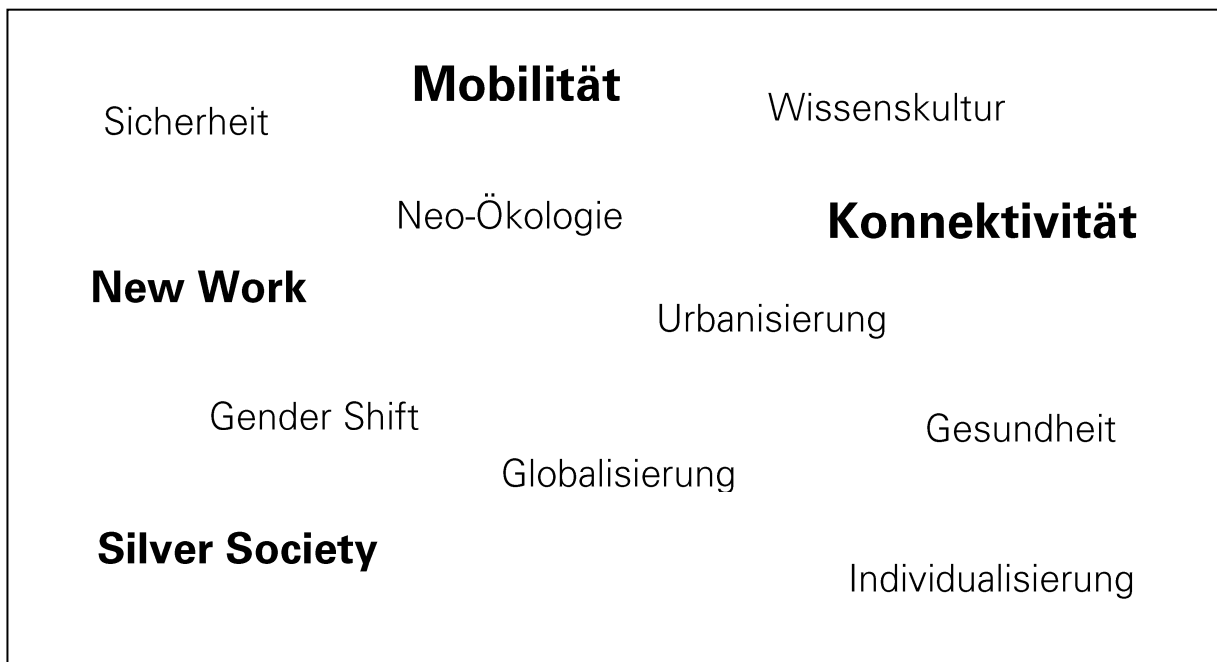 Mobilität
Sicherheit
Wissenskultur
Neo-Ökologie
Konnektivität
New Work
Urbanisierung
Gender Shift
Gesundheit
Globalisierung
Silver Society
Individualisierung